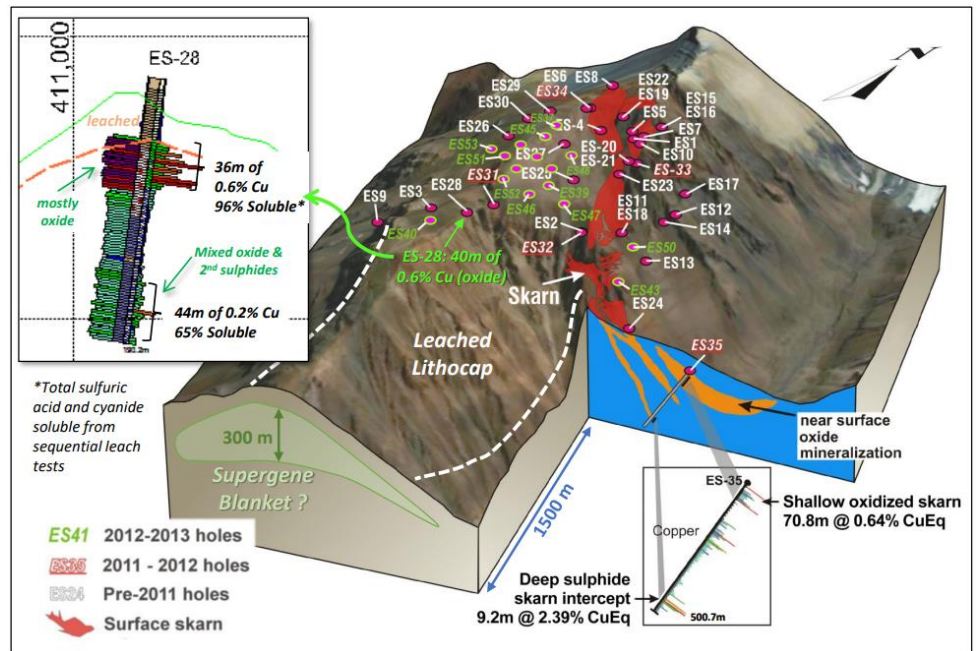 411,000
ES-28
leached
36m of
0.6% Cu
96% Soluble*
mostly
oxide
Mixed oxide &
2nd sulphides
44m of 0.2% Cu
65% Soluble
190.2m
*Total sulfuric
acid and cyanide
soluble from
sequential leach
tests
ES6
ES8
ES22
ES29
ES34
ES19
ES15
ES30
ES5
ES16
ES-4
ES7
ES26
ES45
ES1
ES53
ES27
ES-20
ES10
ES51
ES-21
ES-33
ES31
ES25
ES48
ES23
ES17
ES9
ES3
ES28
ES52
ES39
ES11
ES12
ES46
ES47
ES18
ES14
ES40
ES2
ES32
ES50
ES13
ES-28: 40m of
0.6% Cu (oxide)
Skarn
ES43
ES24
Leached
Lithocap
ES35
near surface
oxide
mineralization
300 m
Supergene
Blanket ?
1500 m
ES-35
Copper
Shallow oxidized skarn
70.8m @ 0.64% CuEq
Deep sulphide
skarn intercept
9.2m @ 2.39% CuEq
500.7m
ES41 2012-2013 holes
ES35 2011 - 2012 holes
ES24 Pre-2011 holes
Surface skarn